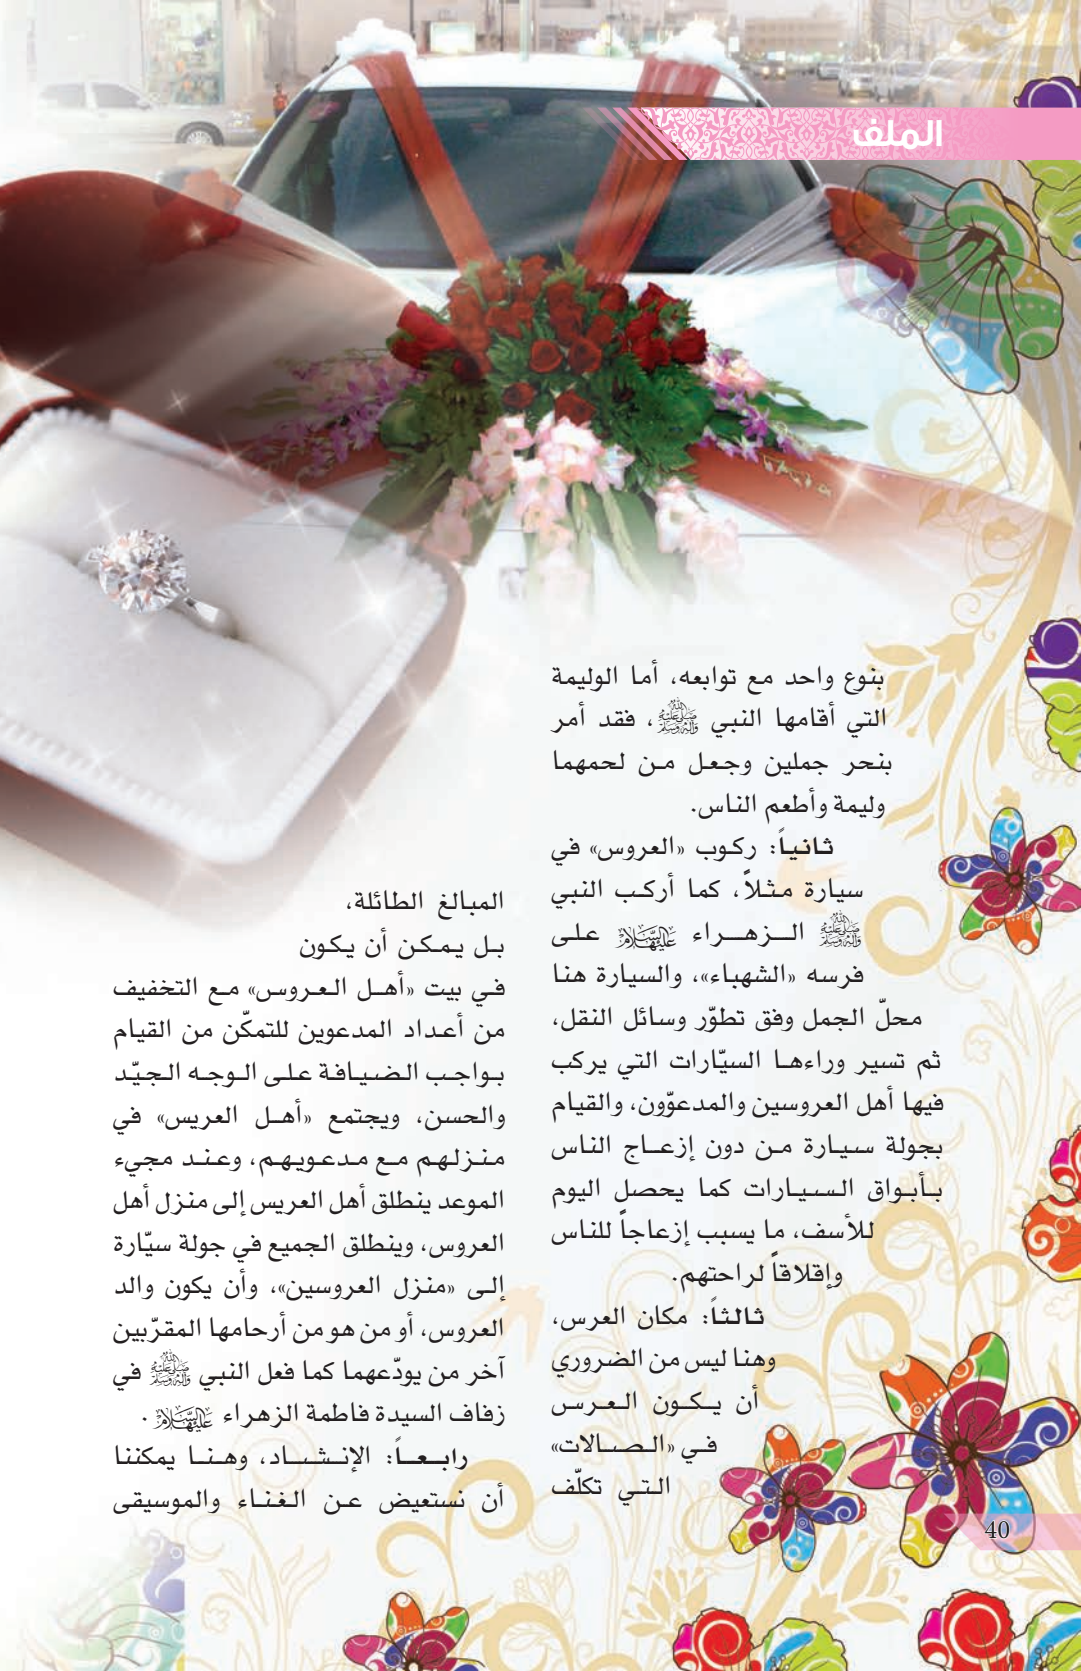 الملف
بنوع واحد مع توابعه، أما الوليمة
التي أقامها النبي ﷺ، فقد أمر
بنحر جملين وجعل من لحمهما
وليمة وأطعم الناس.
ثانياً: ركوب «العروس» في
سيارة مثلاً، كما أركب النبي
ﷺ الزهراء عليها السلام على
فرسه «الشهباء»، والسيارة هنا
محلّ الجمل وفق تطوّر وسائل النقل،
ثم تسير وراءها السيّارات التي يركب
فيها أهل العروسين والمدعوّون، والقيام
بجولة سيارة من دون إزعاج الناس
بأبواق السيارات كما يحصل اليوم
للأسف، ما يسبب إزعاجاً للناس
وإقلاقاً لراحتهم.
ثالثاً: مكان العرس،
وهنا ليس من الضروري
أن يكون العرس
في «الصالات»
التي تكلّف
المبالغ الطائلة،
بل يمكن أن يكون
في بيت «أهل العروس» مع التخفيف
من أعداد المدعوين للتمكّن من القيام
بواجب الضيافة على الوجه الجيّد
والحسن، ويجتمع «أهل العريس» في
منزلهم مع مدعويهم، وعند مجيء
الموعد ينطلق أهل العريس إلى منزل أهل
العروس، وينطلق الجميع في جولة سيّارة
إلى «منزل العروسين»، وأن يكون والد
العروس، أو من هو من أرحامها المقرّبين
آخر من يودّعهما كما فعل النبي ﷺ في
زفاف السيدة فاطمة الزهراء عليها السلام.
رابعاً: الإنشاد، وهنا يمكننا
أن نستعيض عن الغناء والموسيقى
40